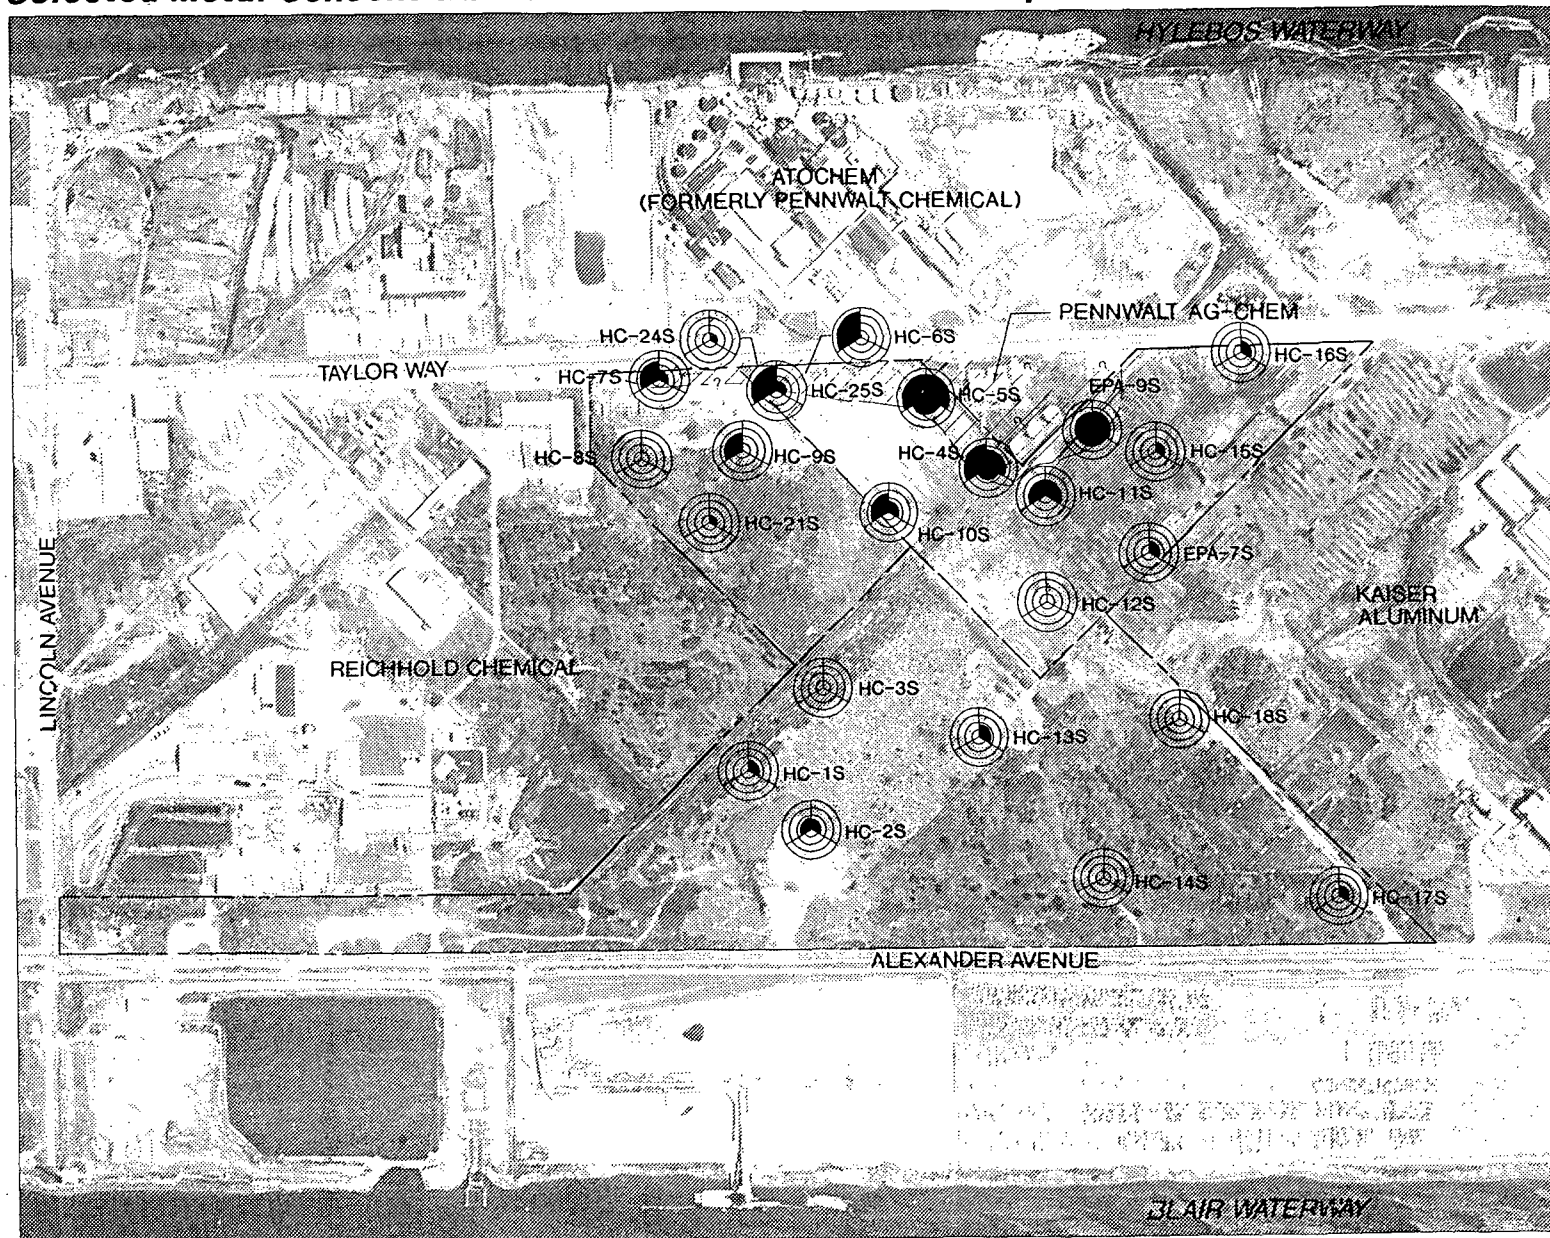 HYLEBOS WATERWAY
ATOCHEM
(FORMERLY PENNWALT CHEMICAL)
PENNWALT AG-CHEM
HC-24S
HC-6S
HC-16S
TAYLOR WAY
HC-7S
HC-25S
HC-5S
EPA-9S
HC-8S
HC-9S
HC-4S
HC-15S
HC-11S
HC-21S
HC-10S
EPA-7S
LINCOLN AVENUE
HC-12S
KAISER
ALUMINUM
REICHHOLD CHEMICAL
HC-3S
HC-18S
HC-13S
HC-1S
HC-2S
HC-14S
HC-17S
ALEXANDER AVENUE
BLAIR WATERWAY